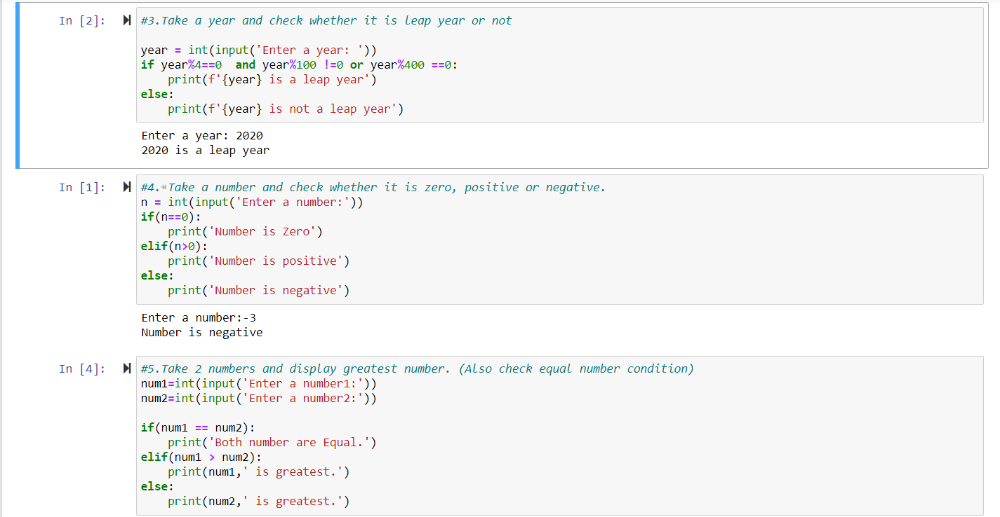 In [2]:
#3.Take a year and check whether it is leap year or not
year = int(input('Enter a year: '))
if year%4==0  and year%100 !=0 or year%400 ==0:
    print(f'{year} is a leap year')
else:
    print(f'{year} is not a leap year')
Enter a year: 2020
2020 is a leap year
In [1]:
#4. Take a number and check whether it is zero, positive or negative.
n = int(input('Enter a number:'))
if(n==0):
    print('Number is Zero')
elif(n>0):
    print('Number is positive')
else:
    print('Number is negative')
Enter a number:-3
Number is negative
In [4]:
#5.Take 2 numbers and display greatest number. (Also check equal number condition)
num1=int(input('Enter a number1:'))
num2=int(input('Enter a number2:'))
if(num1 == num2):
    print('Both number are Equal.')
elif(num1 > num2):
    print(num1,' is greatest.')
else:
    print(num2,' is greatest.')